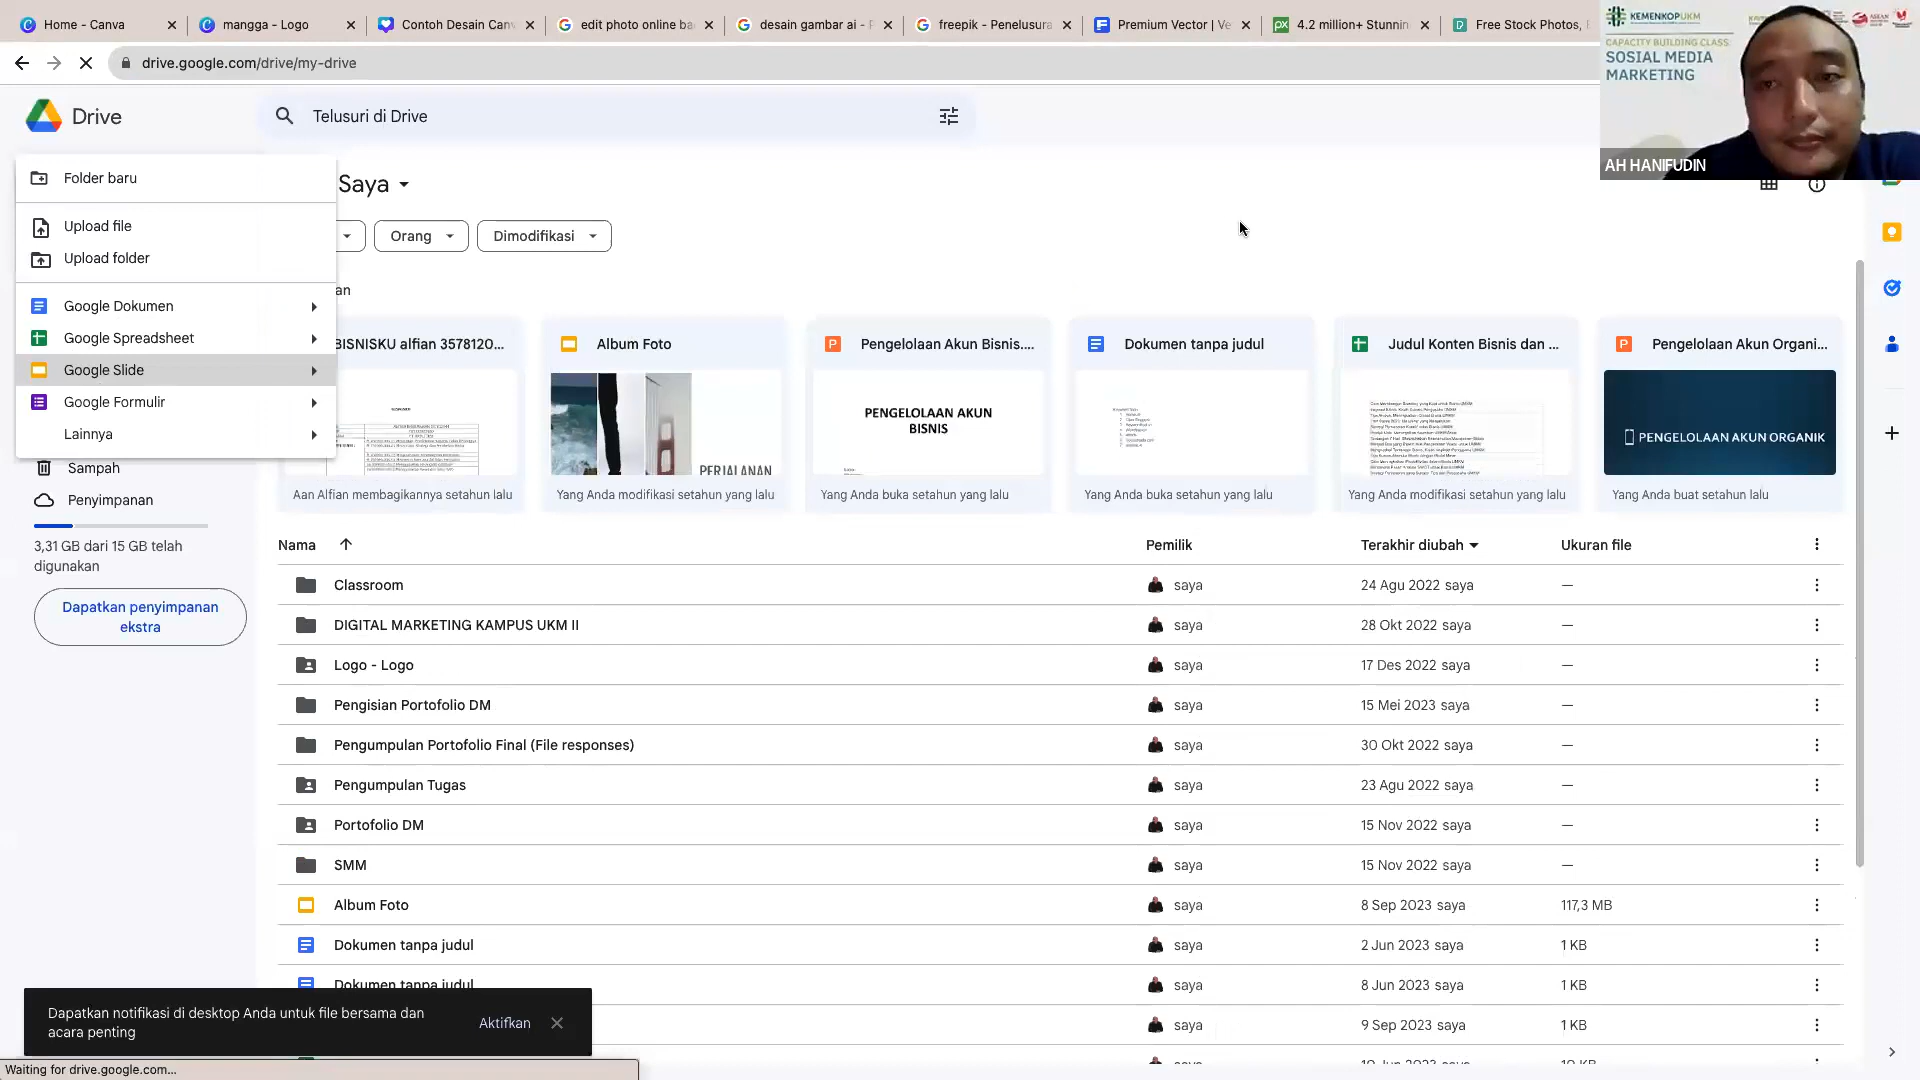 Home - Canva
mangga - Logo
Contoh Desain Canv
edit photo online ba
desain gambar ai - P
freepik - Penelusura
Premium Vector | Ve
4.2 million+ Stunnin
Free Stock Photos,
drive.google.com/drive/my-drive
KEMENKOPUKM
CAPACITY BUILDING CLASS:
SOSIAL MEDIA
MARKETING
AH HANIFUDIN
Drive
Telusuri di Drive
Folder baru
Upload file
Upload folder
Google Dokumen
Google Spreadsheet
Google Slide
Google Formulir
Lainnya
Sampah
Penyimpanan
3,31 GB dari 15 GB telah
digunakan
Dapatkan penyimpanan
ekstra
Saya
Orang
Dimodifikasi
an
BISNISKU alfian 3578120...
Aan Alfian membagikannya setahun lalu
Album Foto
PERJALANAN
Yang Anda modifikasi setahun yang lalu
Pengelolaan Akun Bisnis....
PENGELOLAAN AKUN
BISNIS
Yang Anda buka setahun yang lalu
Dokumen tanpa judul
Yang Anda buka setahun yang lalu
Judul Konten Bisnis dan ...
Yang Anda modifikasi setahun yang lalu
Pengelolaan Akun Organi...
PENGELOLAAN AKUN ORGANIK
Yang Anda buat setahun yang lalu
Nama Pemilik Terakhir diubah Ukuran file
Classroom saya 24 Agu 2022 saya —
DIGITAL MARKETING KAMPUS UKM II saya 28 Okt 2022 saya —
Logo - Logo saya 17 Des 2022 saya —
Pengisian Portofolio DM saya 15 Mei 2023 saya —
Pengumpulan Portofolio Final (File responses) saya 30 Okt 2022 saya —
Pengumpulan Tugas saya 23 Agu 2022 saya —
Portofolio DM saya 15 Nov 2022 saya —
SMM saya 15 Nov 2022 saya —
Album Foto saya 8 Sep 2023 saya 117,3 MB
Dokumen tanpa judul saya 2 Jun 2023 saya 1 KB
Dokumen tanpa judul saya 8 Jun 2023 saya 1 KB
saya 9 Sep 2023 saya 1 KB
Dapatkan notifikasi di desktop Anda untuk file bersama dan
acara penting
Aktifkan
Waiting for drive.google.com...